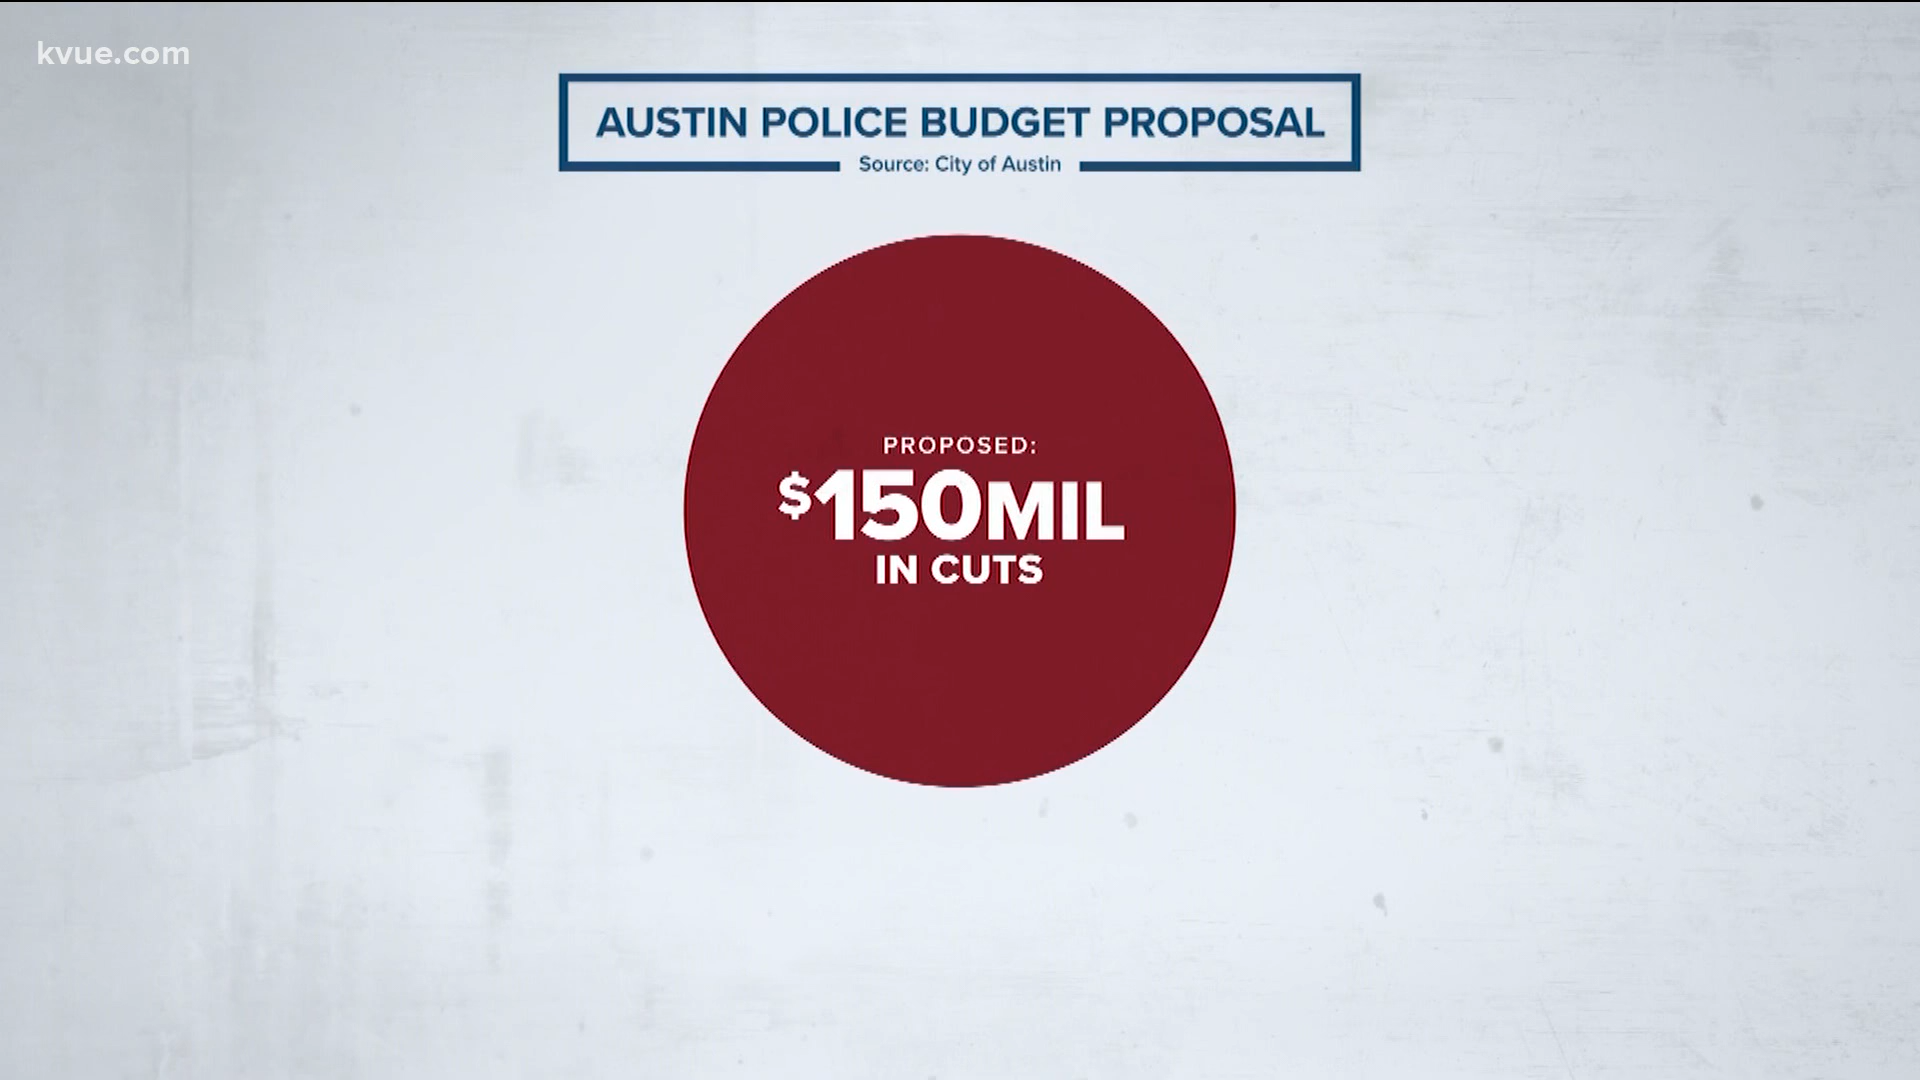 kvue.com
AUSTIN POLICE BUDGET PROPOSAL
Source: City of Austin
PROPOSED:
$150MIL
IN CUTS